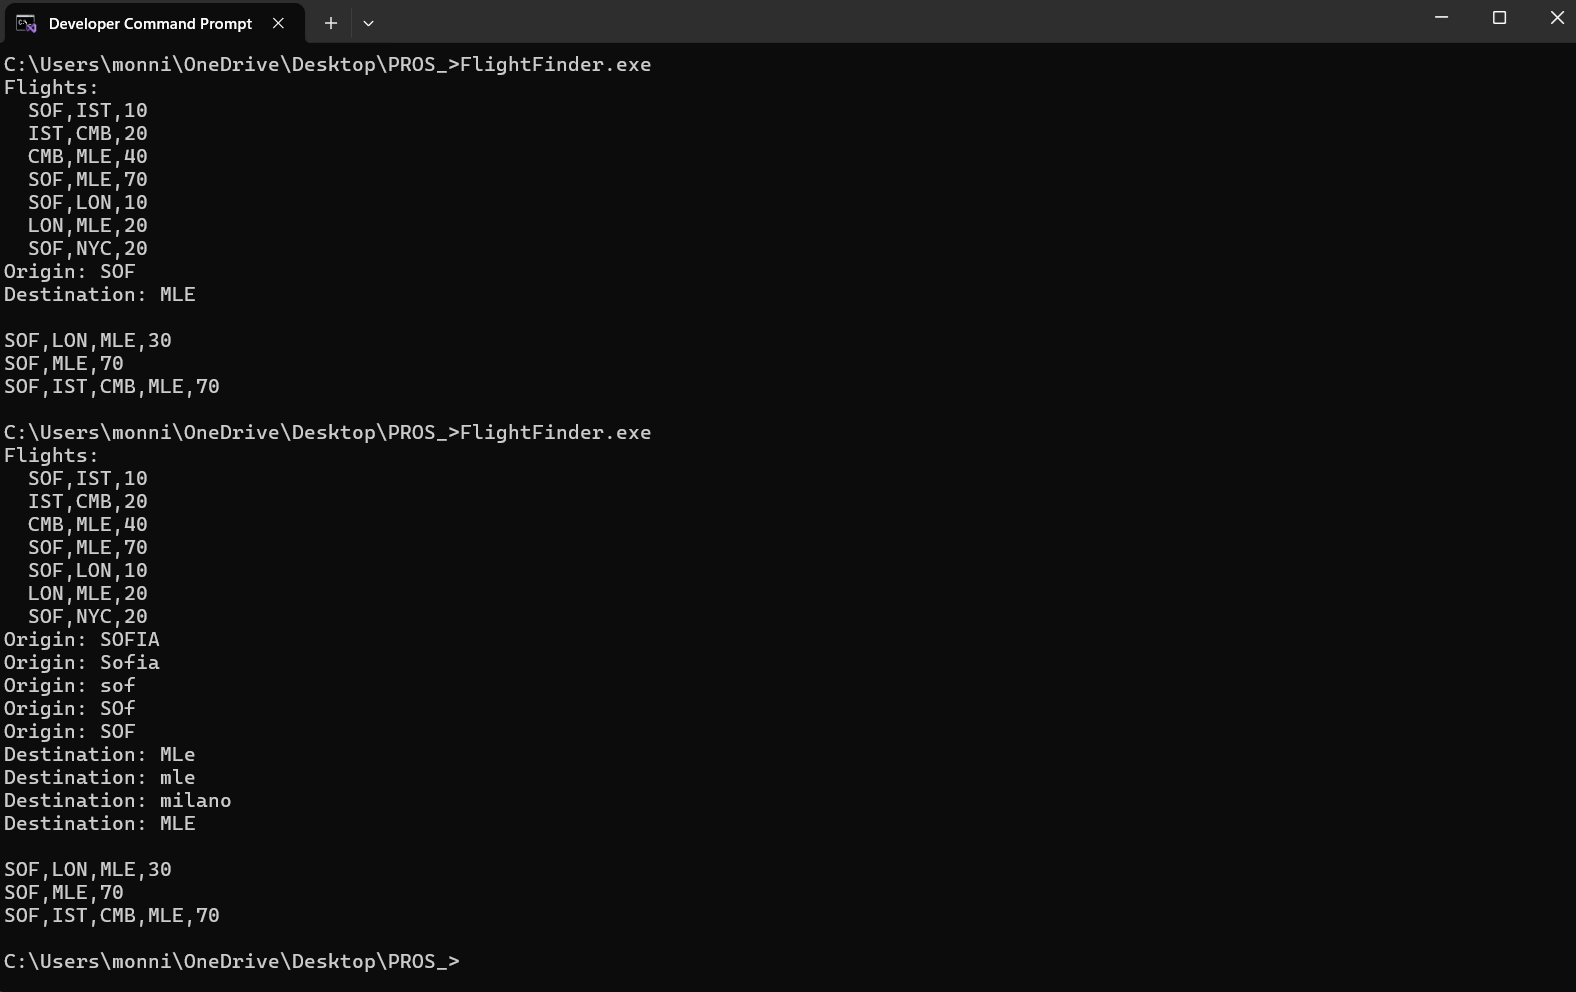 Developer Command Prompt
C:\Users\monni\OneDrive\Desktop\PROS_>FlightFinder.exe
Flights:
  SOF,IST,10
  IST,CMB,20
  CMB,MLE,40
  SOF,MLE,70
  SOF,LON,10
  LON,MLE,20
  SOF,NYC,20
Origin: SOF
Destination: MLE

SOF,LON,MLE,30
SOF,MLE,70
SOF,IST,CMB,MLE,70

C:\Users\monni\OneDrive\Desktop\PROS_>FlightFinder.exe
Flights:
  SOF,IST,10
  IST,CMB,20
  CMB,MLE,40
  SOF,MLE,70
  SOF,LON,10
  LON,MLE,20
  SOF,NYC,20
Origin: SOFIA
Origin: Sofia
Origin: sof
Origin: SOf
Origin: SOF
Destination: MLe
Destination: mle
Destination: milano
Destination: MLE

SOF,LON,MLE,30
SOF,MLE,70
SOF,IST,CMB,MLE,70

C:\Users\monni\OneDrive\Desktop\PROS_>